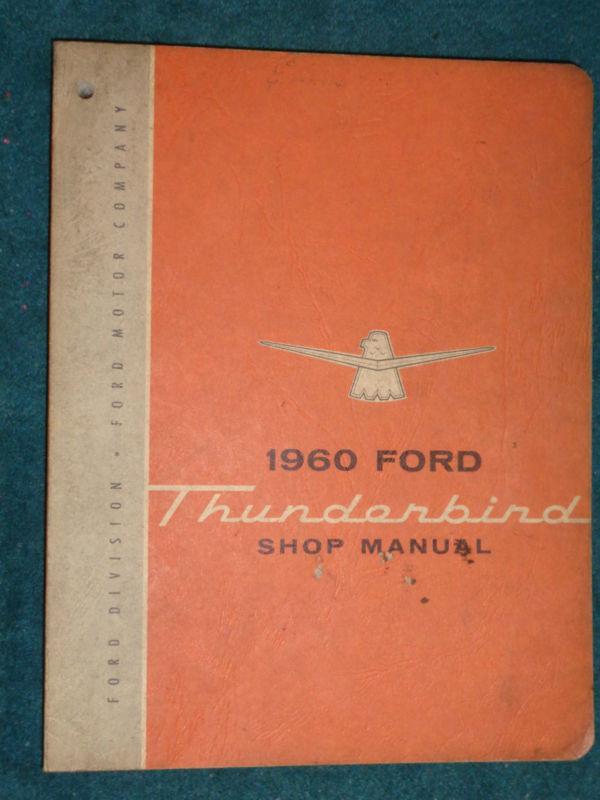 FORD DIVISION • FORD MOTOR COMPANY
1960 FORD
Thunderbird
SHOP MANUAL